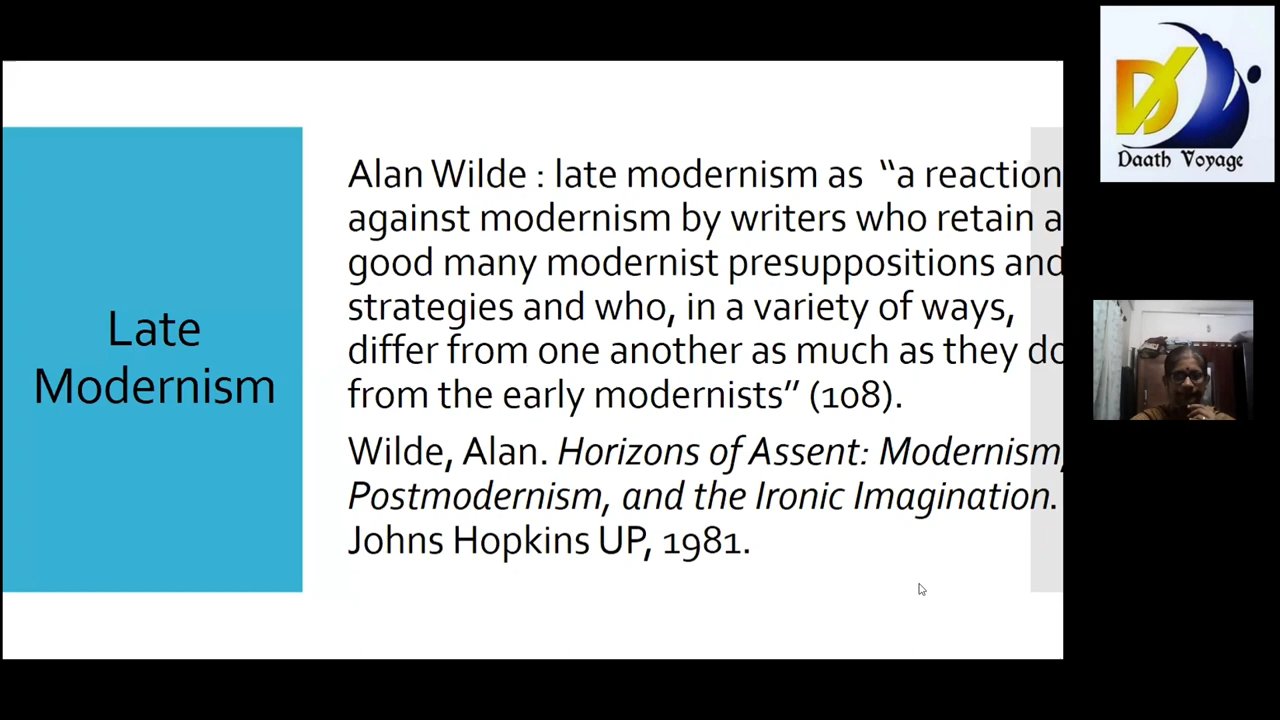 Late
Modernism
Alan Wilde : late modernism as “a reaction
against modernism by writers who retain a
good many modernist presuppositions and
strategies and who, in a variety of ways,
differ from one another as much as they do
from the early modernists” (108).
Wilde, Alan. Horizons of Assent: Modernism,
Postmodernism, and the Ironic Imagination.
Johns Hopkins UP, 1981.
Daath Voyage